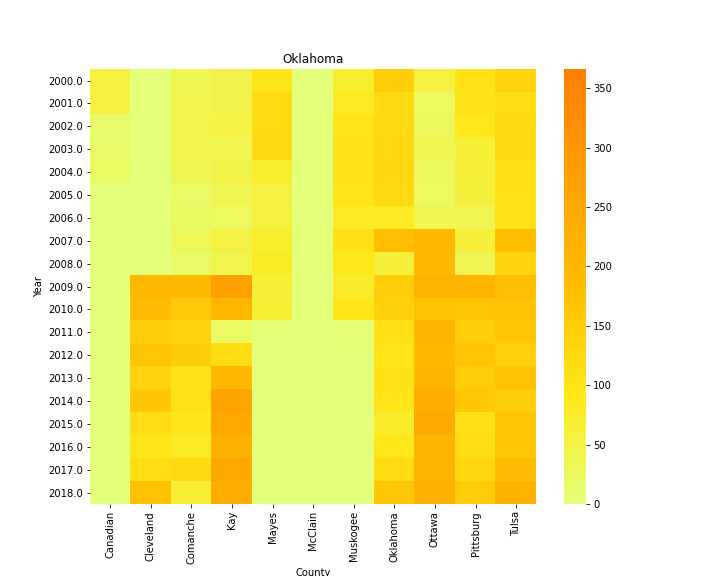 Oklahoma
Year
2000.0
2001.0
2002.0
2003.0
2004.0
2005.0
2006.0
2007.0
2008.0
2009.0
2010.0
2011.0
2012.0
2013.0
2014.0
2015.0
2016.0
2017.0
2018.0
Canadian
Cleveland
Comanche
Kay
Mayes
McClain
Muskogee
Oklahoma
Ottawa
Pittsburg
Tulsa
County
350
300
250
200
150
100
50
0